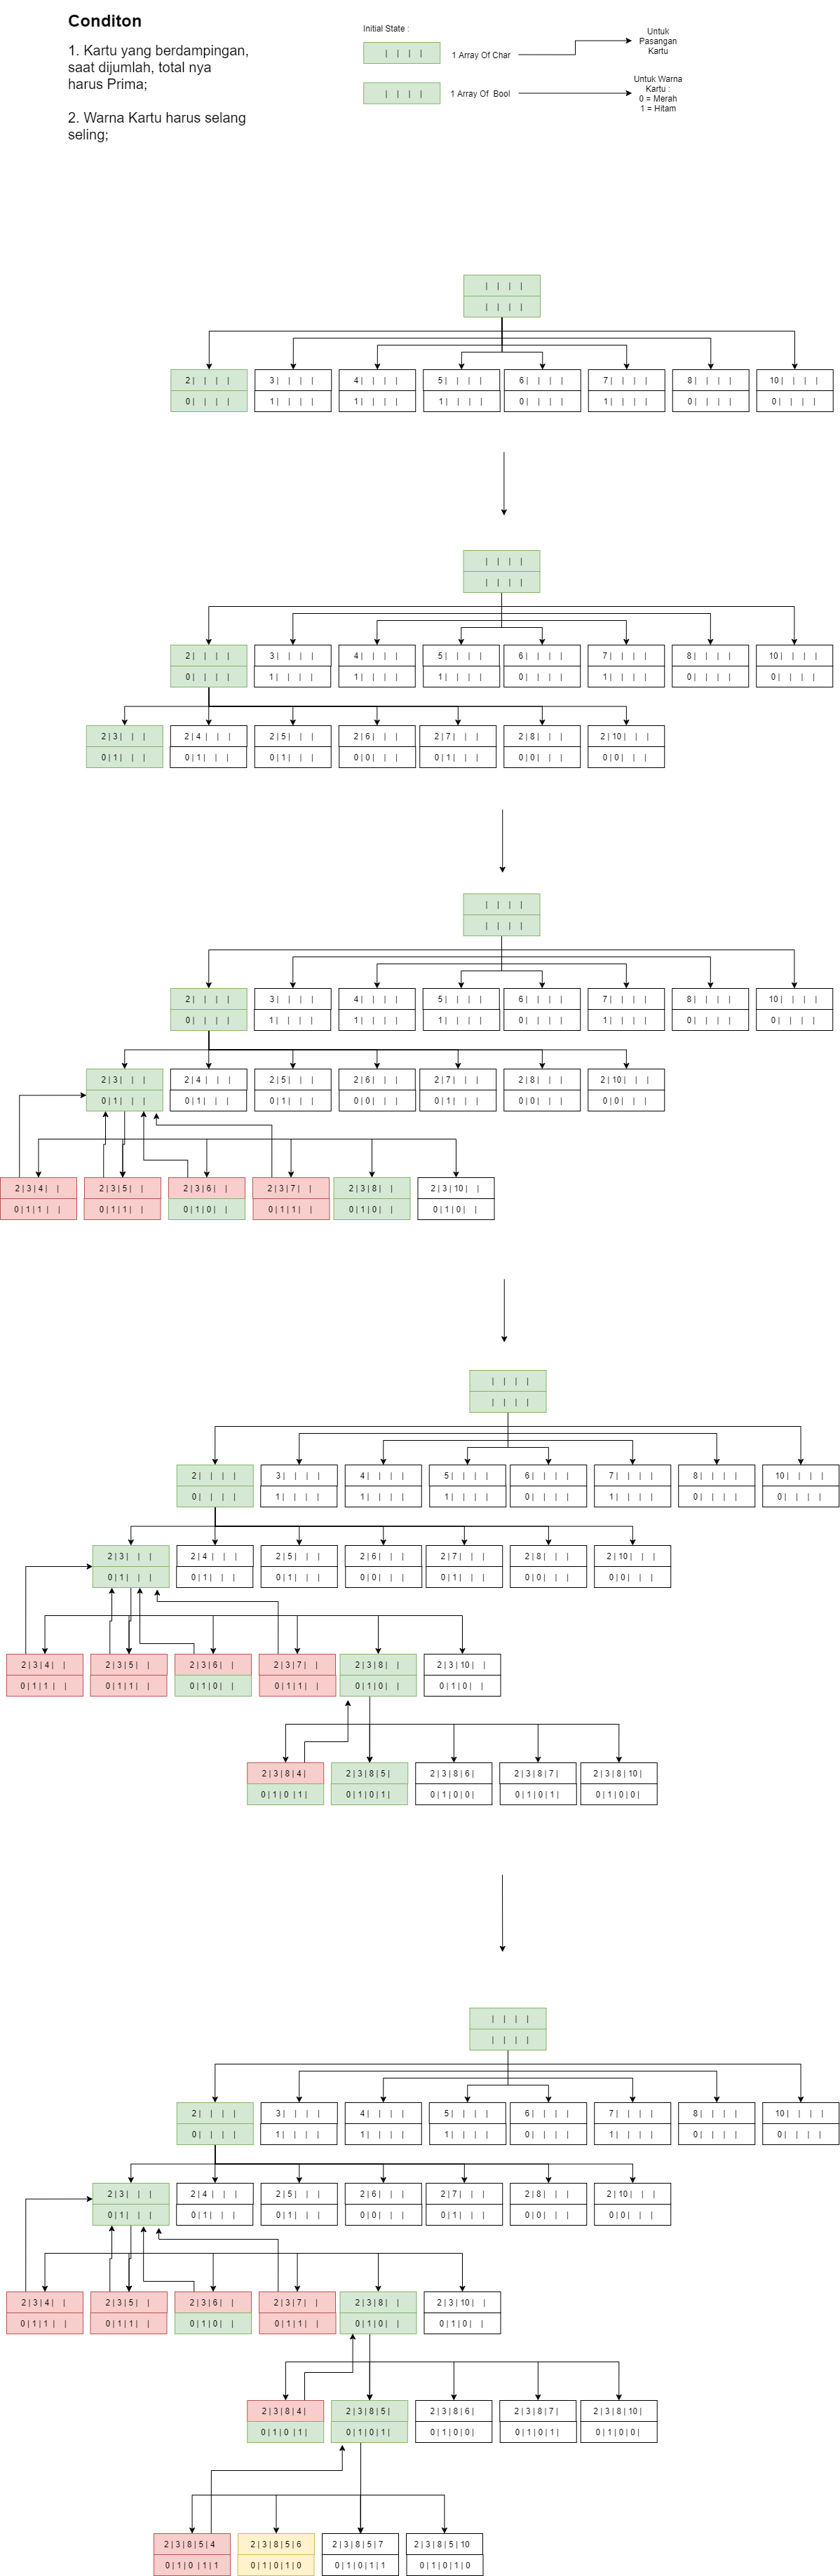 Conditon
1. Kartu yang berdampingan,
saat dijumlah, total nya
harus Prima;
2. Warna Kartu harus selang
seling;
Initial State :
| | | |
1 Array Of Char
Untuk
Pasangan
Kartu
| | | |
1 Array Of Bool
Untuk Warna
Kartu :
0 = Merah
1 = Hitam
| | | |
| | | |
2 | | | | 3 | | | | 4 | | | | 5 | | | | 6 | | | | 7 | | | | 8 | | | | 10 | | | |
0 | | | | 1 | | | | 1 | | | | 1 | | | | 0 | | | | 1 | | | | 0 | | | | 0 | | | |
| | | |
| | | |
2 | | | | 3 | | | | 4 | | | | 5 | | | | 6 | | | | 7 | | | | 8 | | | | 10 | | | |
0 | | | | 1 | | | | 1 | | | | 1 | | | | 0 | | | | 1 | | | | 0 | | | | 0 | | | |
2 | 3 | | | 2 | 4 | | | 2 | 5 | | | 2 | 6 | | | 2 | 7 | | | 2 | 8 | | | 2 | 10 | | |
0 | 1 | | | 0 | 1 | | | 0 | 1 | | | 0 | 0 | | | 0 | 1 | | | 0 | 0 | | | 0 | 0 | | |
| | | |
| | | |
2 | | | | 3 | | | | 4 | | | | 5 | | | | 6 | | | | 7 | | | | 8 | | | | 10 | | | |
0 | | | | 1 | | | | 1 | | | | 1 | | | | 0 | | | | 1 | | | | 0 | | | | 0 | | | |
2 | 3 | | | 2 | 4 | | | 2 | 5 | | | 2 | 6 | | | 2 | 7 | | | 2 | 8 | | | 2 | 10 | | |
0 | 1 | | | 0 | 1 | | | 0 | 1 | | | 0 | 0 | | | 0 | 1 | | | 0 | 0 | | | 0 | 0 | | |
2 | 3 | 4 | | 2 | 3 | 5 | | 2 | 3 | 6 | | 2 | 3 | 7 | | 2 | 3 | 8 | | 2 | 3 | 10 | |
0 | 1 | 1 | | 0 | 1 | 1 | | 0 | 1 | 0 | | 0 | 1 | 1 | | 0 | 1 | 0 | | 0 | 1 | 0 | |
| | | |
| | | |
2 | | | | 3 | | | | 4 | | | | 5 | | | | 6 | | | | 7 | | | | 8 | | | | 10 | | | |
0 | | | | 1 | | | | 1 | | | | 1 | | | | 0 | | | | 1 | | | | 0 | | | | 0 | | | |
2 | 3 | | | 2 | 4 | | | 2 | 5 | | | 2 | 6 | | | 2 | 7 | | | 2 | 8 | | | 2 | 10 | | |
0 | 1 | | | 0 | 1 | | | 0 | 1 | | | 0 | 0 | | | 0 | 1 | | | 0 | 0 | | | 0 | 0 | | |
2 | 3 | 4 | | 2 | 3 | 5 | | 2 | 3 | 6 | | 2 | 3 | 7 | | 2 | 3 | 8 | | 2 | 3 | 10 | |
0 | 1 | 1 | | 0 | 1 | 1 | | 0 | 1 | 0 | | 0 | 1 | 1 | | 0 | 1 | 0 | | 0 | 1 | 0 | |
2 | 3 | 8 | 4 | 2 | 3 | 8 | 5 | 2 | 3 | 8 | 6 | 2 | 3 | 8 | 7 | 2 | 3 | 8 | 10 |
0 | 1 | 0 | 1 | 0 | 1 | 0 | 1 | 0 | 1 | 0 | 0 | 0 | 1 | 0 | 1 | 0 | 1 | 0 | 0 |
| | | |
| | | |
2 | | | | 3 | | | | 4 | | | | 5 | | | | 6 | | | | 7 | | | | 8 | | | | 10 | | | |
0 | | | | 1 | | | | 1 | | | | 1 | | | | 0 | | | | 1 | | | | 0 | | | | 0 | | | |
2 | 3 | | | 2 | 4 | | | 2 | 5 | | | 2 | 6 | | | 2 | 7 | | | 2 | 8 | | | 2 | 10 | | |
0 | 1 | | | 0 | 1 | | | 0 | 1 | | | 0 | 0 | | | 0 | 1 | | | 0 | 0 | | | 0 | 0 | | |
2 | 3 | 4 | | 2 | 3 | 5 | | 2 | 3 | 6 | | 2 | 3 | 7 | | 2 | 3 | 8 | | 2 | 3 | 10 | |
0 | 1 | 1 | | 0 | 1 | 1 | | 0 | 1 | 0 | | 0 | 1 | 1 | | 0 | 1 | 0 | | 0 | 1 | 0 | |
2 | 3 | 8 | 4 | 2 | 3 | 8 | 5 | 2 | 3 | 8 | 6 | 2 | 3 | 8 | 7 | 2 | 3 | 8 | 10 |
0 | 1 | 0 | 1 | 0 | 1 | 0 | 1 | 0 | 1 | 0 | 0 | 0 | 1 | 0 | 1 | 0 | 1 | 0 | 0 |
2 | 3 | 8 | 5 | 4 2 | 3 | 8 | 5 | 6 2 | 3 | 8 | 5 | 7 2 | 3 | 8 | 5 | 10
0 | 1 | 0 | 1 | 1 0 | 1 | 0 | 1 | 0 0 | 1 | 0 | 1 | 1 0 | 1 | 0 | 1 | 0